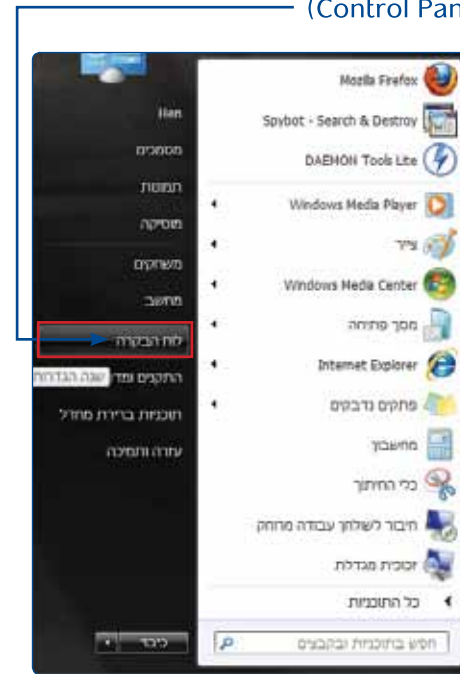 (Control Pan
Mozilla Firefox
Spybot - Search & Destroy
DAEMON Tools Lite
Windows Media Player
צייר
Windows Media Center
מסך פתיחה
Internet Explorer
פתקים נדבקים
מחשבון
כלי החיתוך
חיבור לשולחן עבודה מרוחק
זכוכית מגדלת
כל התוכניות
חפש בתוכניות ובקבצים
Ilan
מסמכים
תמונות
מוסיקה
משחקים
מחשב
לוח הבקרה
התקנים ומד
שנה הגדרות
תוכניות ברירת מחדל
עזרה ותמיכה
כיבוי